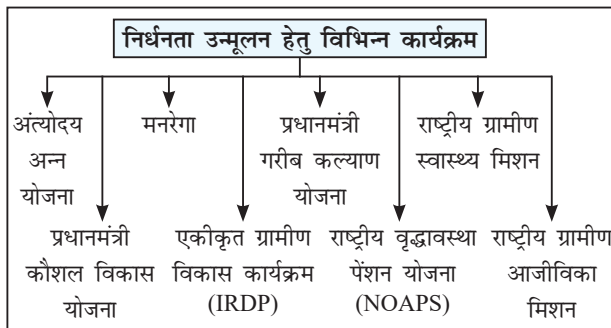 निर्धनता उन्मूलन हेतु विभिन्न कार्यक्रम
अंत्योदय
अन्न
योजना
मनरेगा
प्रधानमंत्री
गरीब कल्याण
योजना
राष्ट्रीय ग्रामीण
स्वास्थ्य मिशन
प्रधानमंत्री
कौशल विकास
योजना
एकीकृत ग्रामीण
विकास कार्यक्रम
(IRDP)
राष्ट्रीय वृद्धावस्था
पेंशन योजना
(NOAPS)
राष्ट्रीय ग्रामीण
आजीविका
मिशन